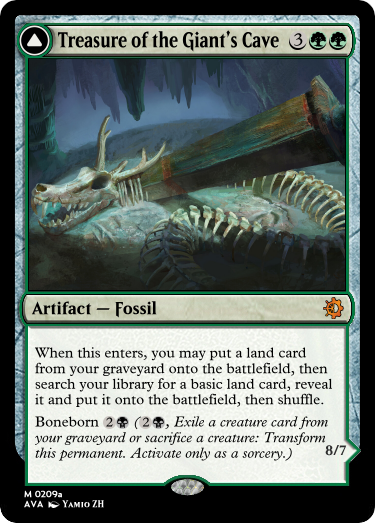 Treasure of the Giant's Cave 3
Artifact — Fossil
When this enters, you may put a land card
from your graveyard onto the battlefield, then
search your library for a basic land card, reveal
it and put it onto the battlefield, then shuffle.
Boneborn 2 (2, Exile a creature card from
your graveyard or sacrifice a creature: Transform
this permanent. Activate only as a sorcery.)
8/7
M 0209a
AVA Yamio ZH